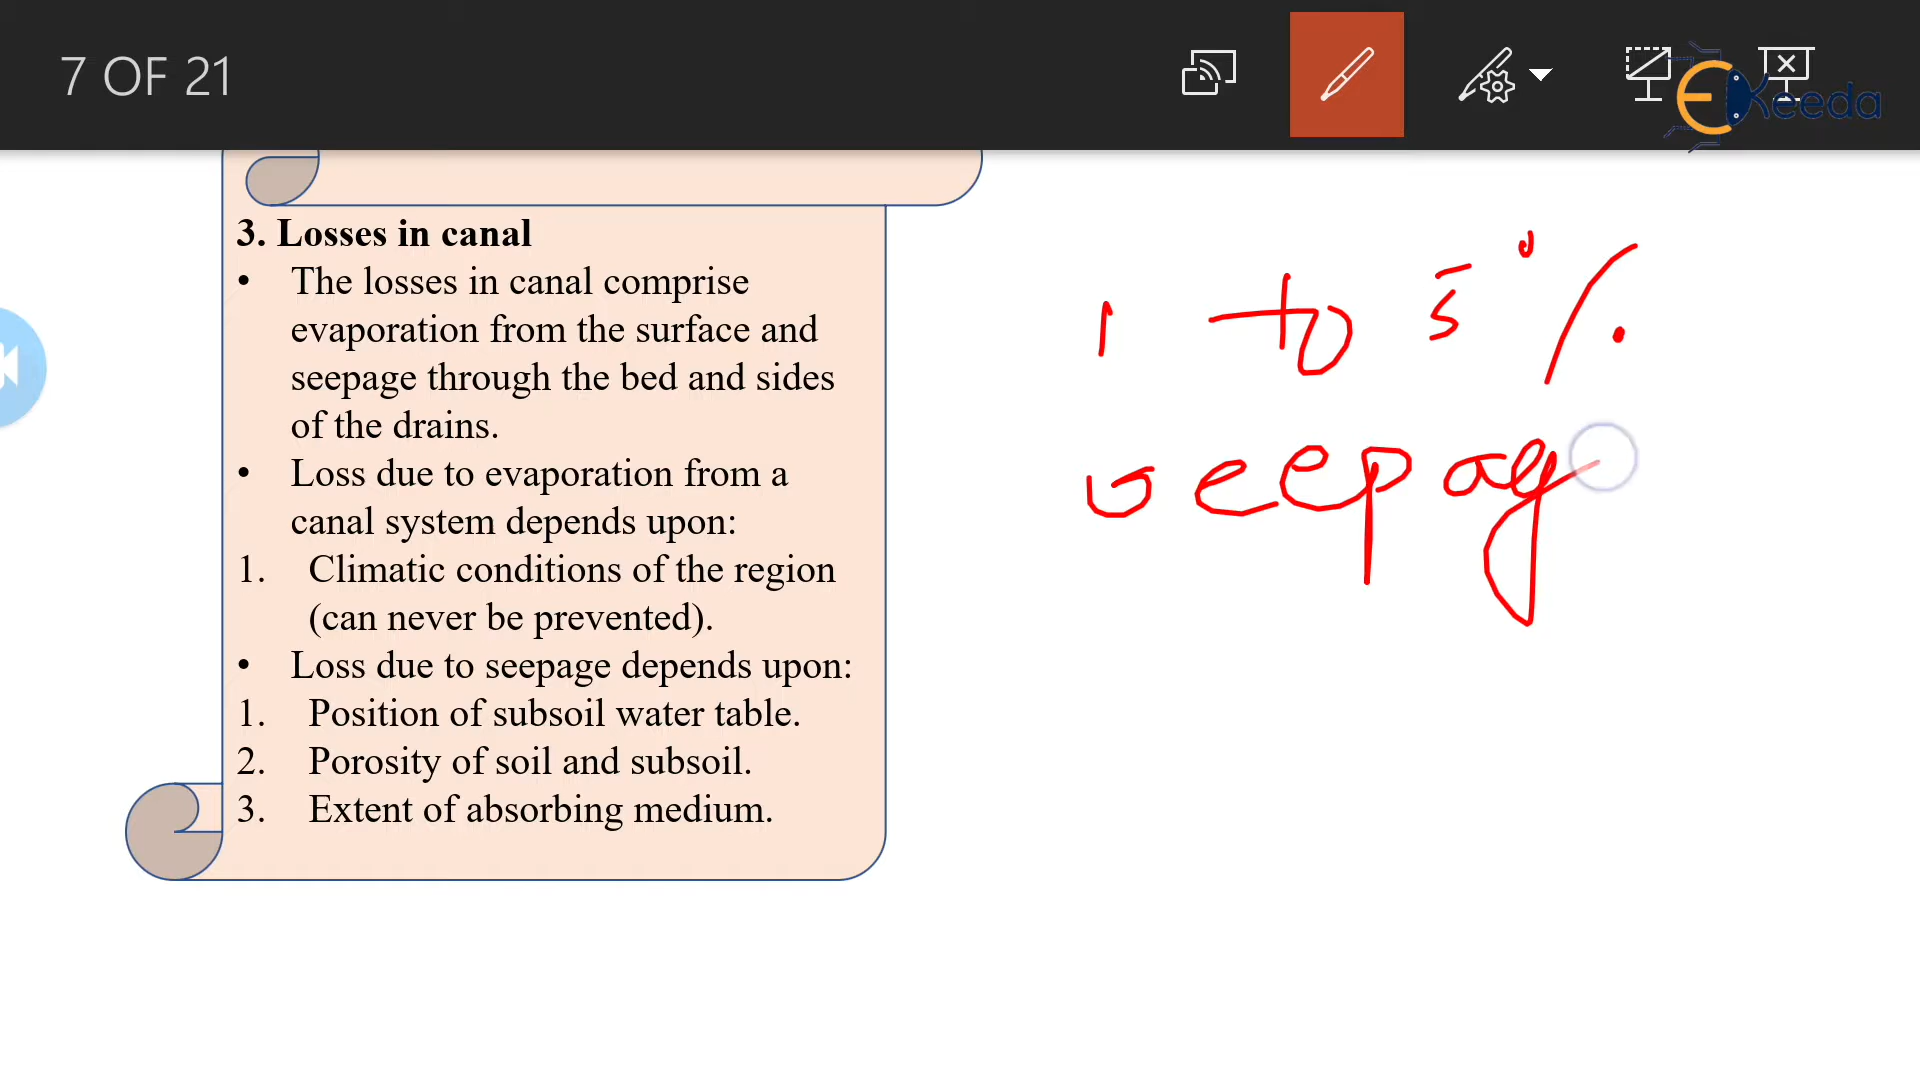 7 OF 21
EKeeda
3. Losses in canal
• The losses in canal comprise
evaporation from the surface and
seepage through the bed and sides
of the drains.
• Loss due to evaporation from a
canal system depends upon:
1. Climatic conditions of the region
(can never be prevented).
• Loss due to seepage depends upon:
1. Position of subsoil water table.
2. Porosity of soil and subsoil.
3. Extent of absorbing medium.
1 to 5 %
seepag